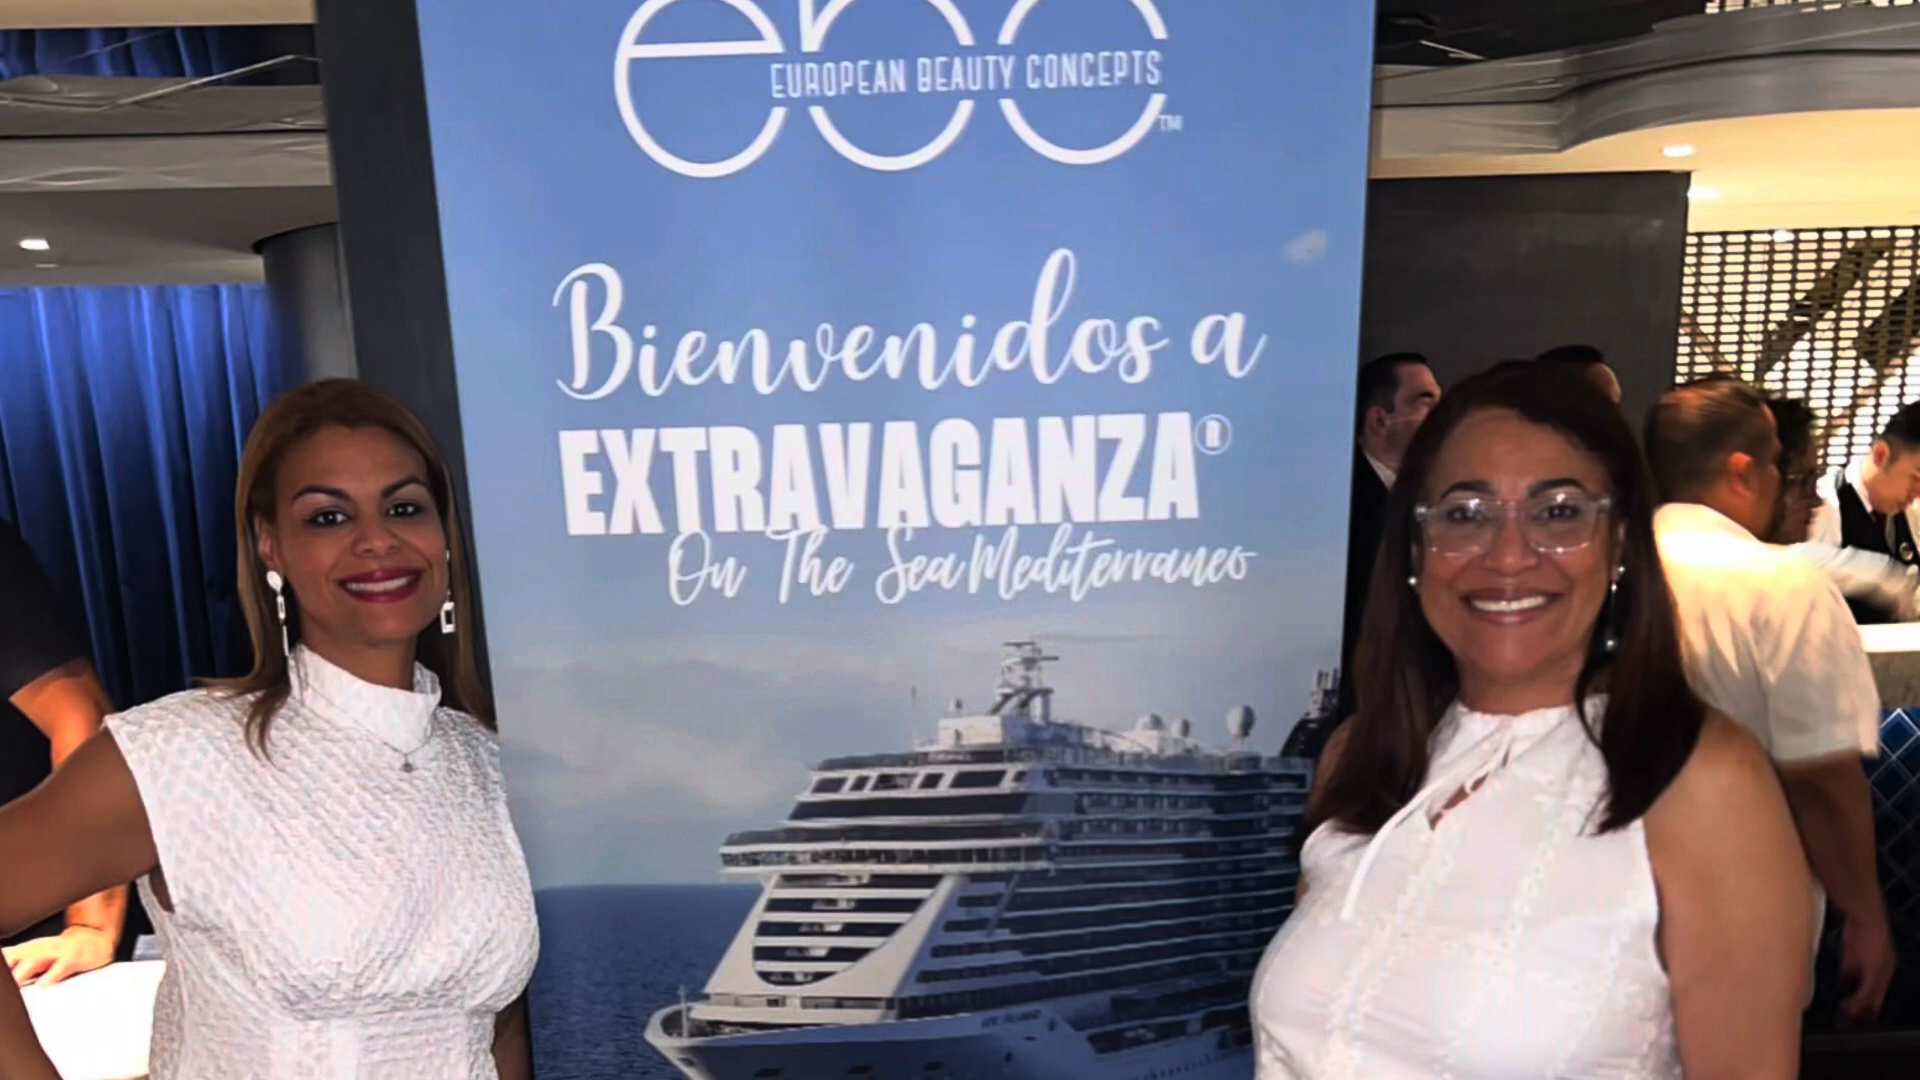 ebc
EUROPEAN BEAUTY CONCEPTS
TM
Bienvenidos a
EXTRAVAGANZA®
On The Sea Mediterraneo